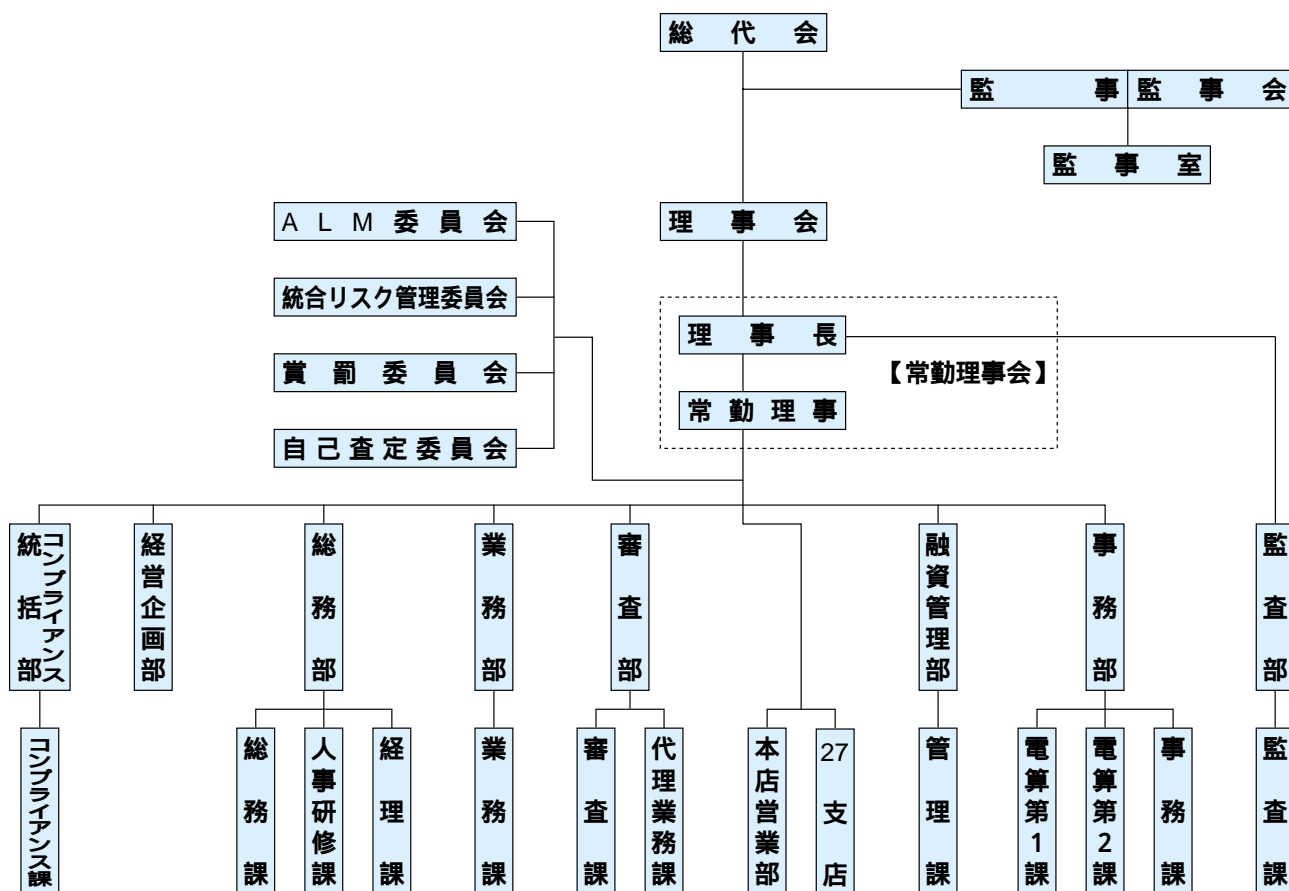 総代会
監事 監事会
監事室
ALM委員会
理事会
統合リスク管理委員会
理事長
【常勤理事会】
賞罰委員会
常勤理事
自己査定委員会
コンプライアンス統括部
経営企画部
総務部
業務部
審査部
融資管理部
事務部
監査部
コンプライアンス課
総務課
人事研修課
経理課
業務課
審査課
代理業務課
本店営業部
27支店
管理課
電算第1課
電算第2課
事務課
監査課